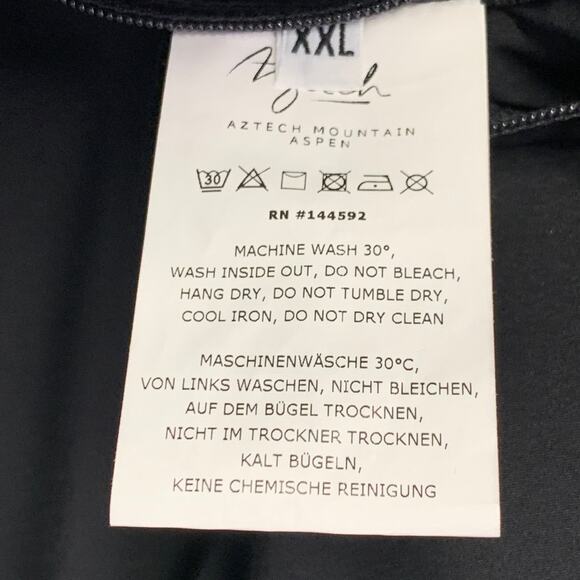 XXL
Aztech
AZTECH MOUNTAIN
ASPEN
30
RN #144592
MACHINE WASH 30°,
WASH INSIDE OUT, DO NOT BLEACH,
HANG DRY, DO NOT TUMBLE DRY,
COOL IRON, DO NOT DRY CLEAN
MASCHINENWÄSCHE 30°C,
VON LINKS WASCHEN, NICHT BLEICHEN,
AUF DEM BÜGEL TROCKNEN,
NICHT IM TROCKNER TROCKNEN,
KALT BÜGELN,
KEINE CHEMISCHE REINIGUNG